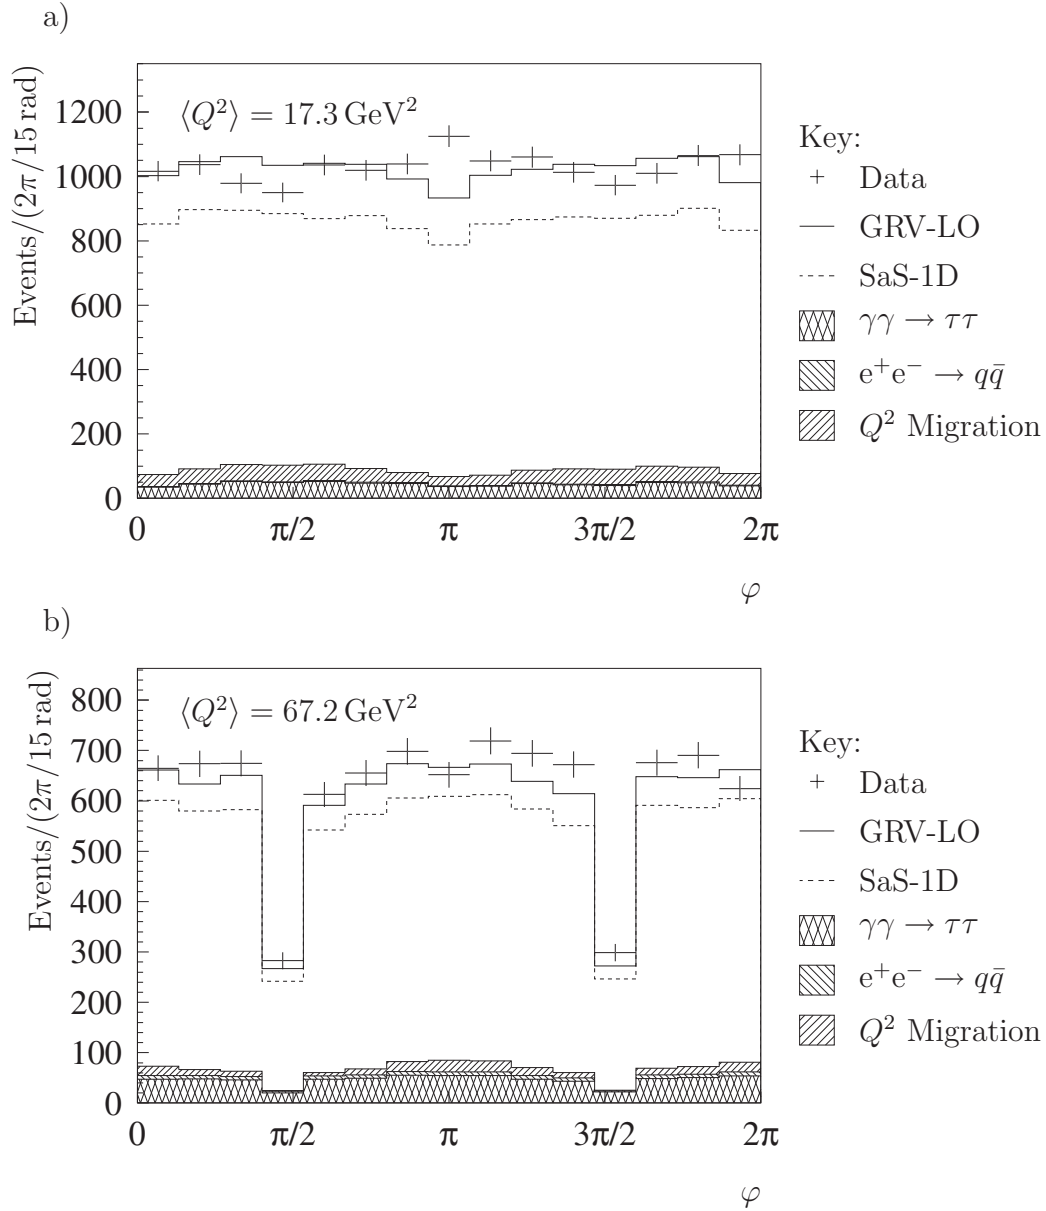 a)
Events/(2π/15 rad)
⟨Q²⟩ = 17.3 GeV²
1200
1000
800
600
400
200
0
0 π/2 π 3π/2 2π
φ
Key:
Data
GRV-LO
SaS-1D
γγ → ττ
e⁺e⁻ → qq̄
Q² Migration
b)
Events/(2π/15 rad)
⟨Q²⟩ = 67.2 GeV²
800
700
600
500
400
300
200
100
0
0 π/2 π 3π/2 2π
φ
Key:
Data
GRV-LO
SaS-1D
γγ → ττ
e⁺e⁻ → qq̄
Q² Migration